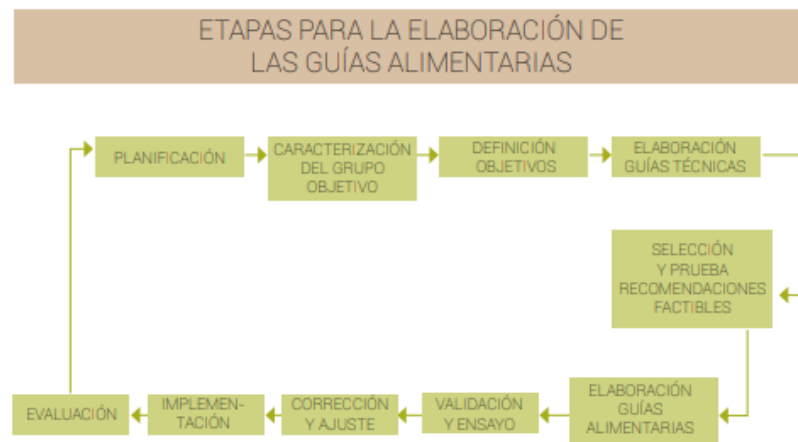 ETAPAS PARA LA ELABORACIÓN DE
LAS GUÍAS ALIMENTARIAS
PLANIFICACIÓN
CARACTERIZACIÓN
DEL GRUPO
OBJETIVO
DEFINICIÓN
OBJETIVOS
ELABORACIÓN
GUÍAS TÉCNICAS
SELECCIÓN
Y PRUEBA
RECOMENDACIONES
FACTIBLES
ELABORACIÓN
GUÍAS
ALIMENTARIAS
VALIDACIÓN
Y ENSAYO
CORRECCIÓN
Y AJUSTE
IMPLEMEN-
TACIÓN
EVALUACIÓN